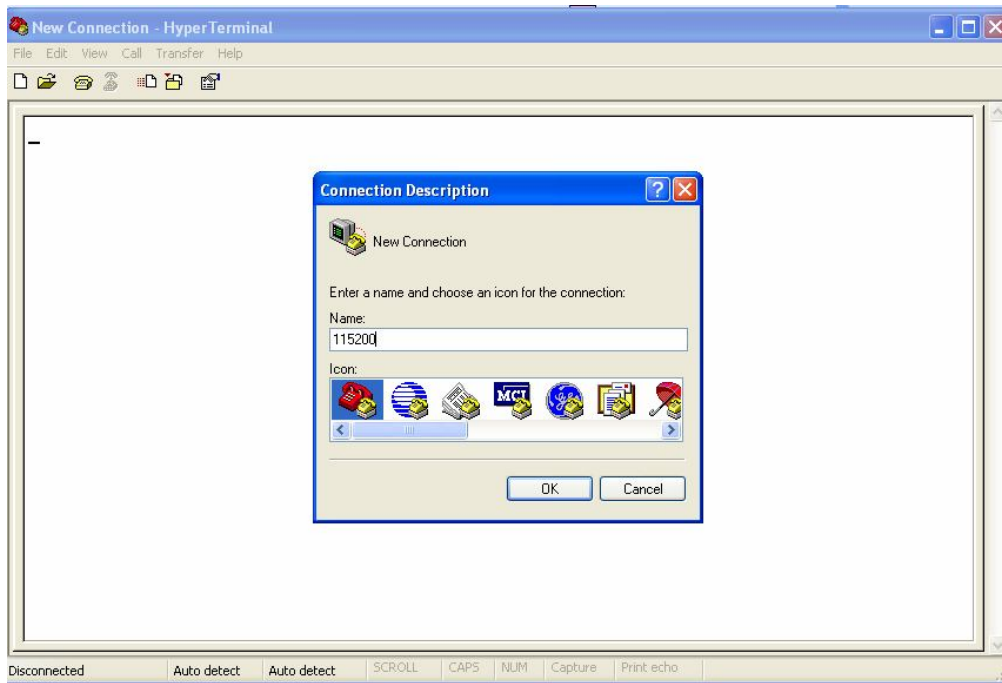 New Connection - HyperTerminal
File Edit View Call Transfer Help
Connection Description
New Connection
Enter a name and choose an icon for the connection:
Name:
115200
Icon:
MCI
OK Cancel
Disconnected Auto detect Auto detect SCROLL CAPS NUM Capture Print echo